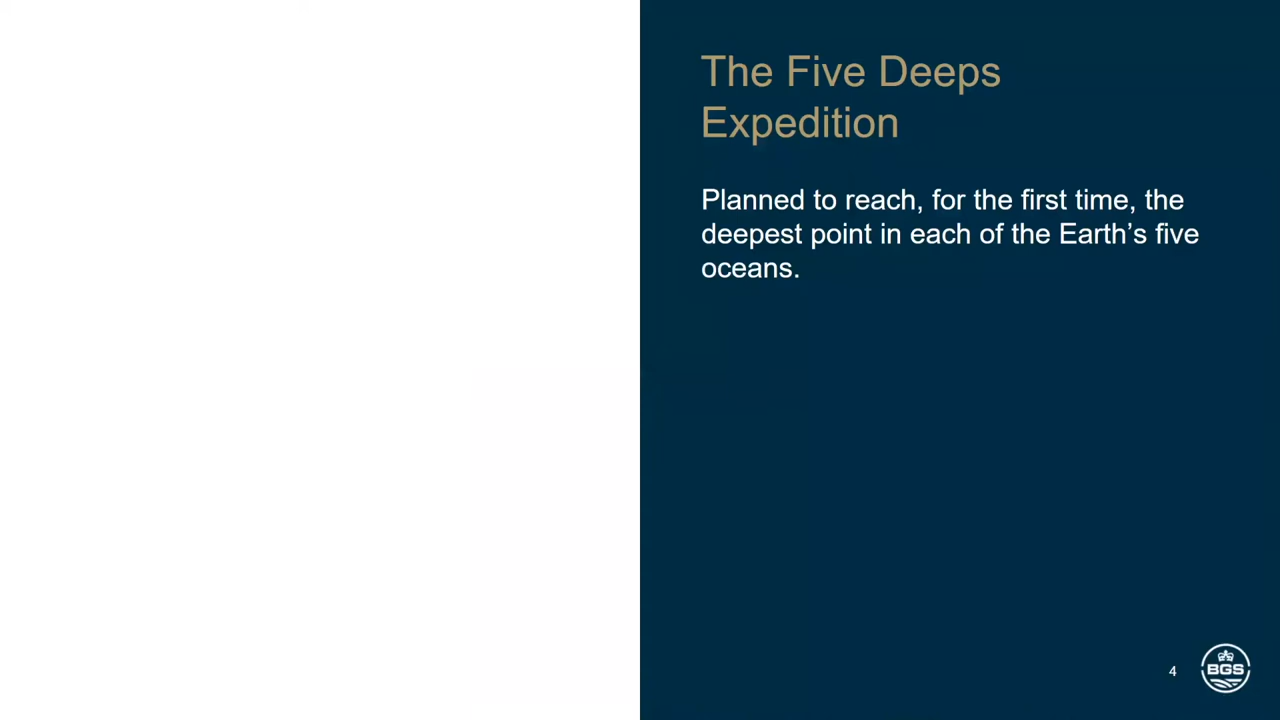 The Five Deeps
Expedition
Planned to reach, for the first time, the
deepest point in each of the Earth’s five
oceans.
4
BGS